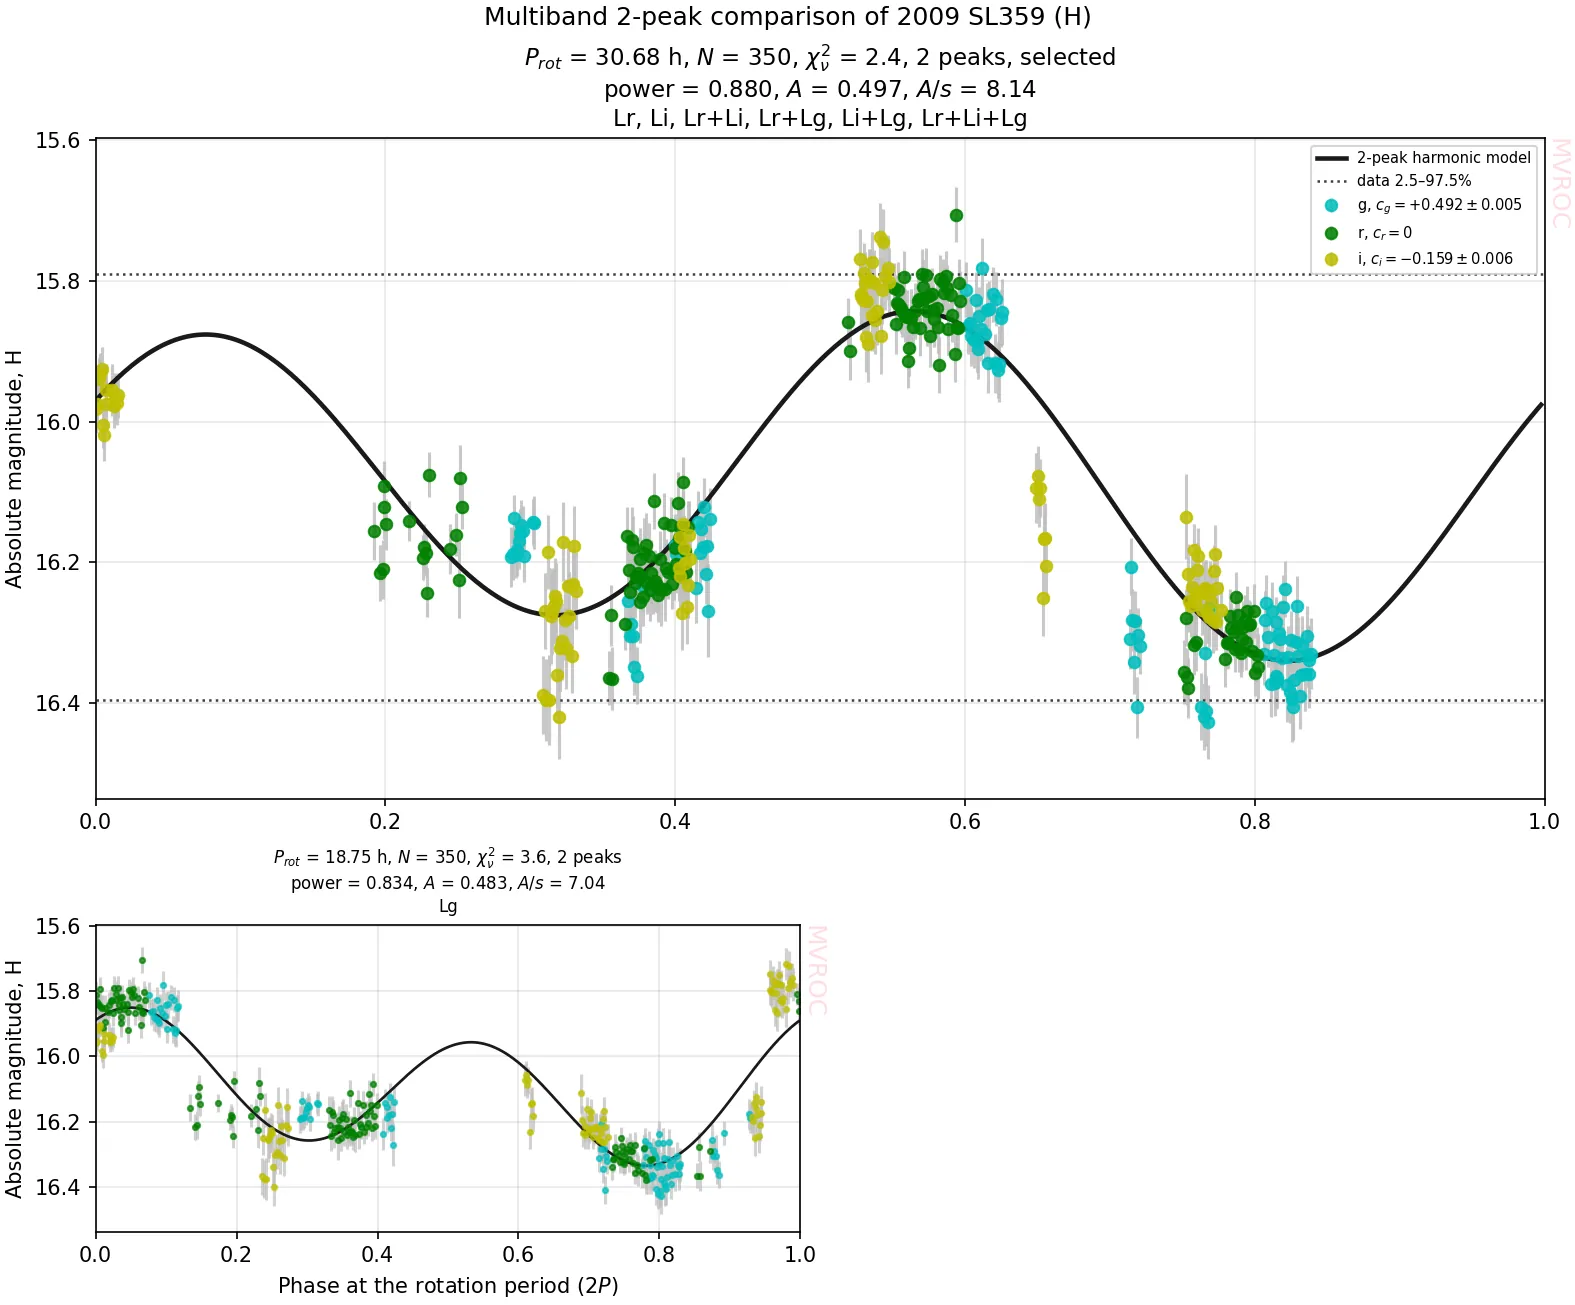 Multiband 2-peak comparison of 2009 SL359 (H)
P_rot = 30.68 h, N = 350, χ²_ν = 2.4, 2 peaks, selected
power = 0.880, A = 0.497, A/s = 8.14
Lr, Li, Lr+Li, Lr+Lg, Li+Lg, Lr+Li+Lg
Absolute magnitude, H
15.6
15.8
16.0
16.2
16.4
2-peak harmonic model
data 2.5–97.5%
g, c_g = +0.492 ± 0.005
r, c_r = 0
i, c_i = −0.159 ± 0.006
MVROC
0.0 0.2 0.4 0.6 0.8 1.0
P_rot = 18.75 h, N = 350, χ²_ν = 3.6, 2 peaks
power = 0.834, A = 0.483, A/s = 7.04
Lg
Absolute magnitude, H
15.6
15.8
16.0
16.2
16.4
MVROC
0.0 0.2 0.4 0.6 0.8 1.0
Phase at the rotation period (2P)